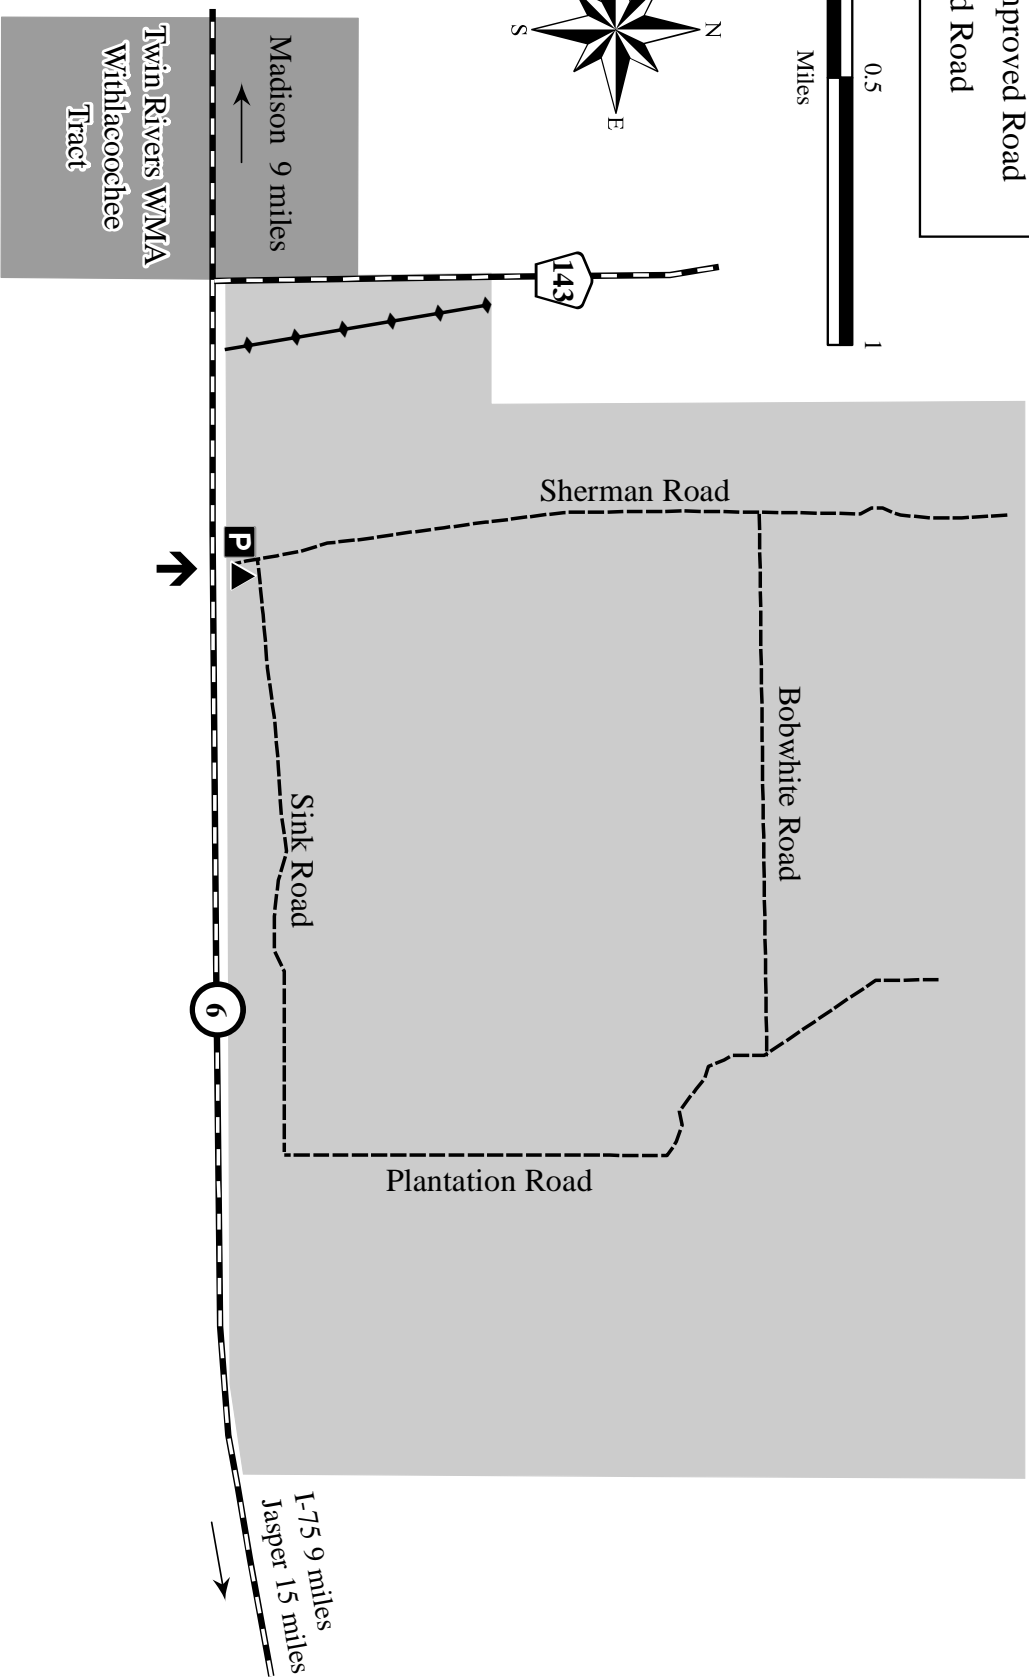 mproved Road
d Road
0.5
1
Miles
N
S
E
143
Madison 9 miles
Twin Rivers WMA
Withlacoochee
Tract
Sherman Road
Bobwhite Road
P
Sink Road
6
Plantation Road
I-75 9 miles
Jasper 15 miles